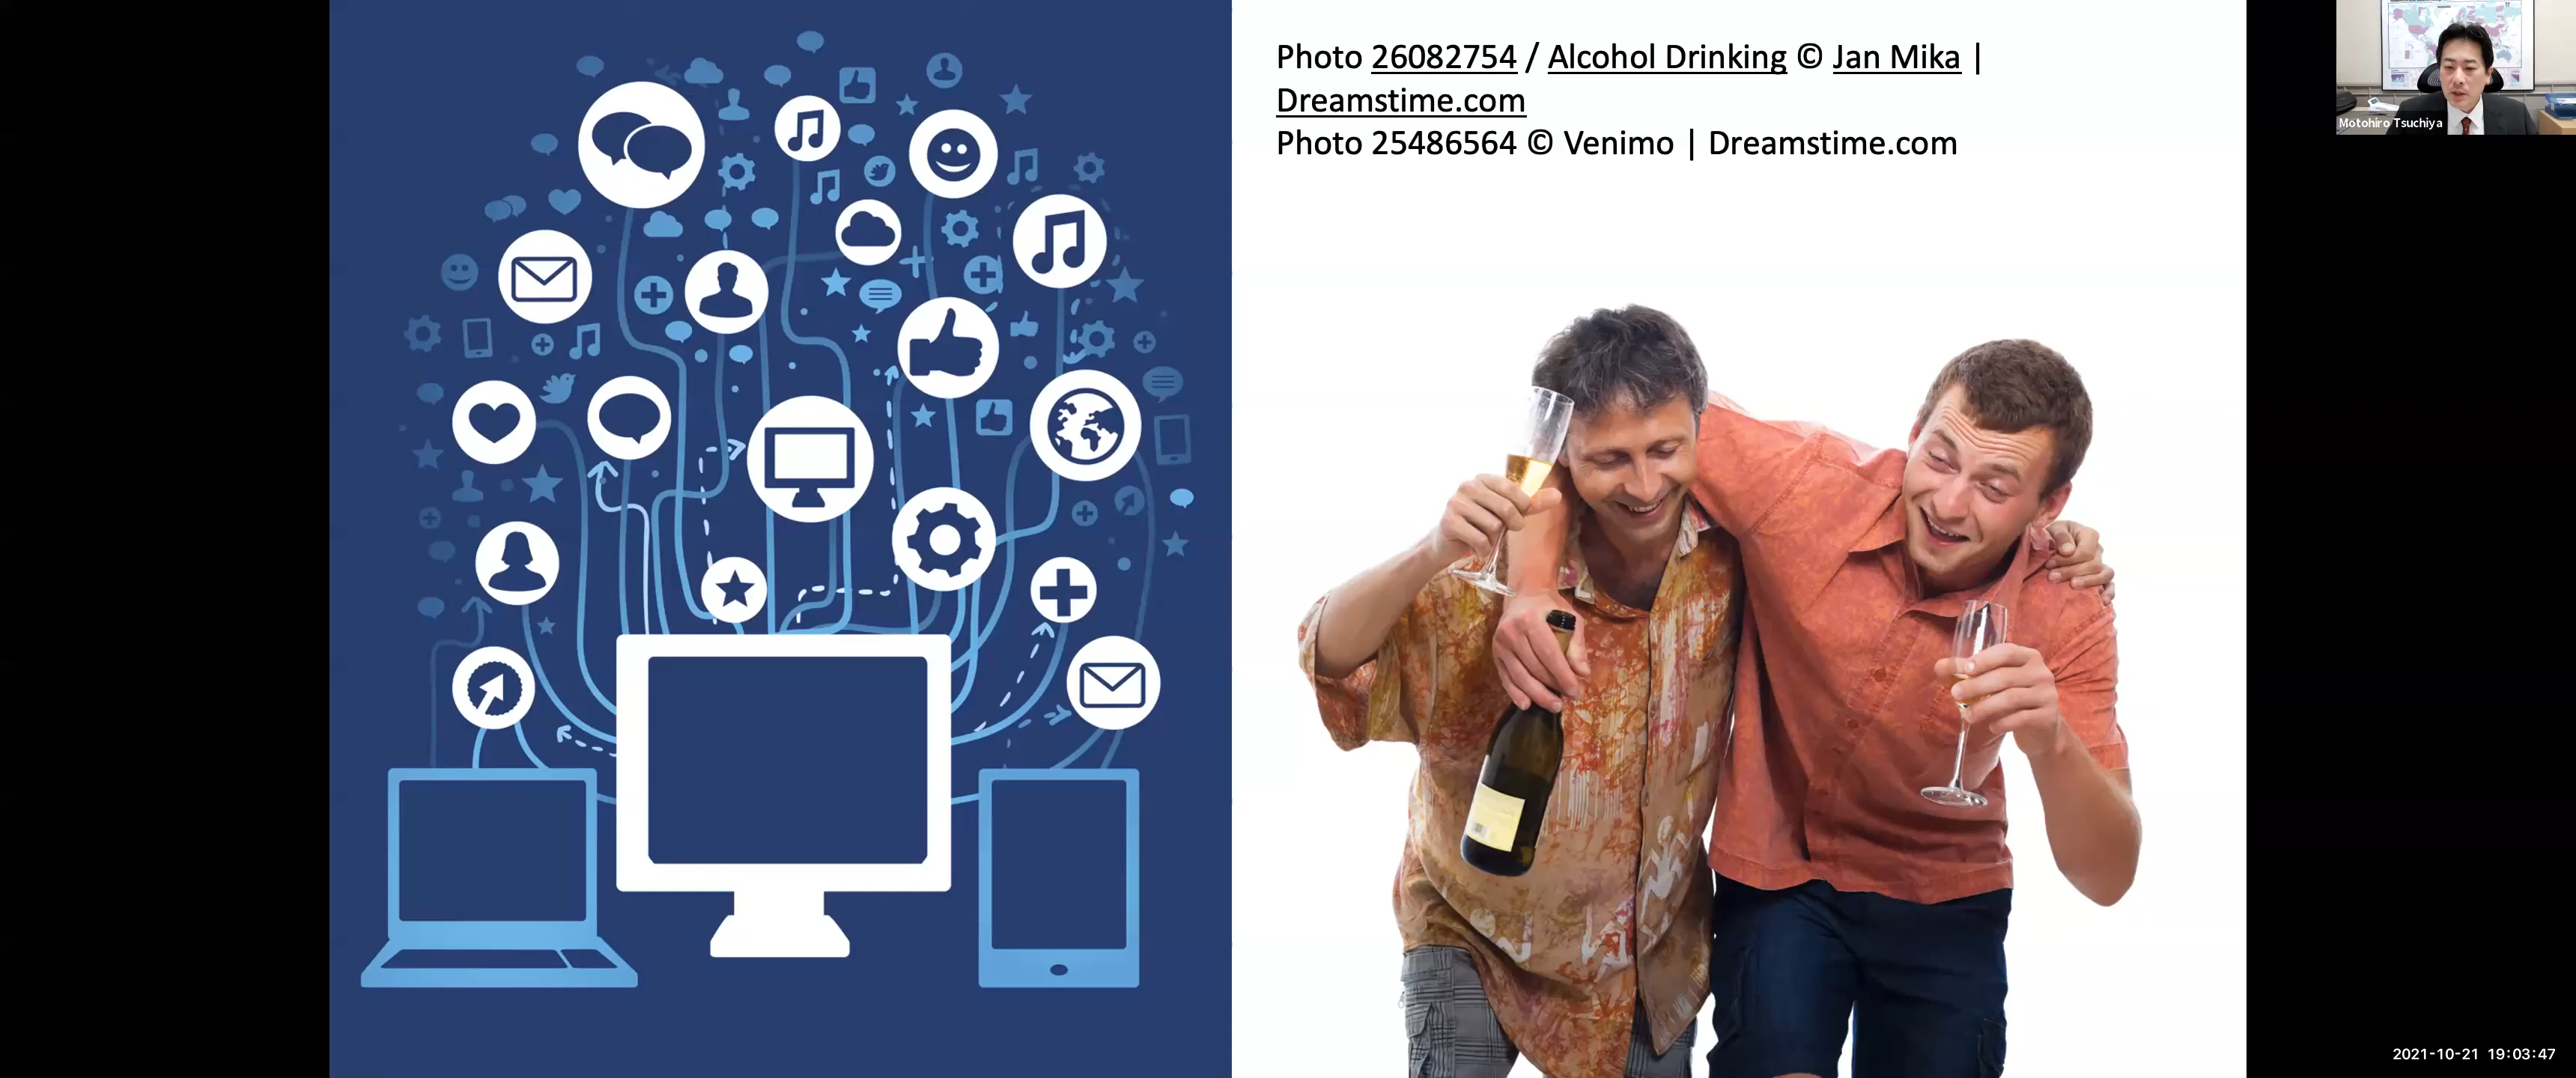 Photo 26082754 / Alcohol Drinking © Jan Mika |
Dreamstime.com
Photo 25486564 © Venimo | Dreamstime.com
Motohiro Tsuchiya
2021-10-21 19:03:47